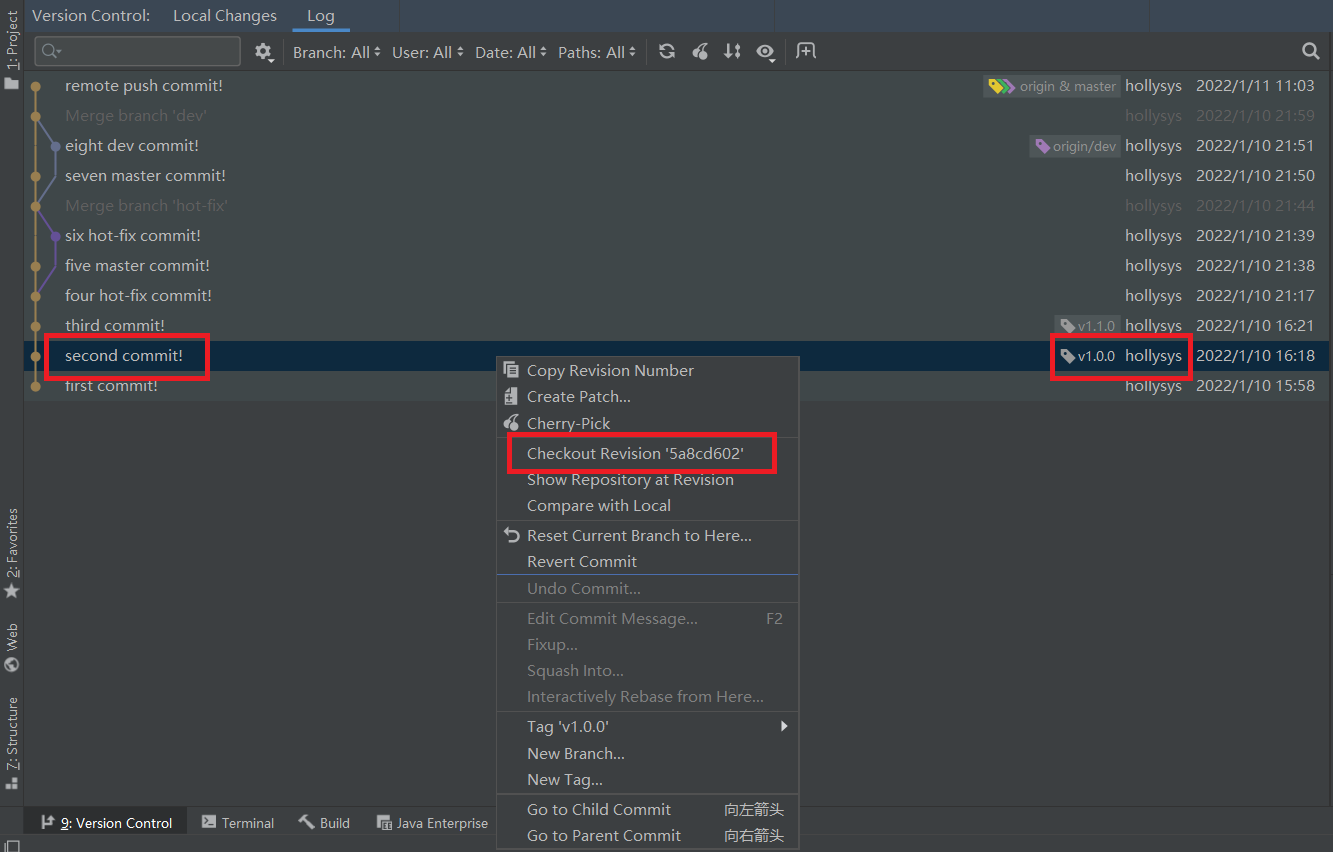 1: Project
Version Control: Local Changes Log
Branch: All User: All Date: All Paths: All
remote push commit! origin & master hollysys 2022/1/11 11:03
Merge branch 'dev' hollysys 2022/1/10 21:59
eight dev commit! origin/dev hollysys 2022/1/10 21:51
seven master commit! hollysys 2022/1/10 21:50
Merge branch 'hot-fix' hollysys 2022/1/10 21:44
six hot-fix commit! hollysys 2022/1/10 21:39
five master commit! hollysys 2022/1/10 21:38
four hot-fix commit! hollysys 2022/1/10 21:17
third commit! v1.1.0 hollysys 2022/1/10 16:21
second commit! v1.0.0 hollysys 2022/1/10 16:18
first commit! hollysys 2022/1/10 15:58
Copy Revision Number
Create Patch...
Cherry-Pick
Checkout Revision '5a8cd602'
Show Repository at Revision
Compare with Local
Reset Current Branch to Here...
Revert Commit
Undo Commit...
Edit Commit Message... F2
Fixup...
Squash Into...
Interactively Rebase from Here...
Tag 'v1.0.0'
New Branch...
New Tag...
Go to Child Commit 向左箭头
Go to Parent Commit 向右箭头
2: Favorites
Web
Z: Structure
9: Version Control Terminal Build Java Enterprise